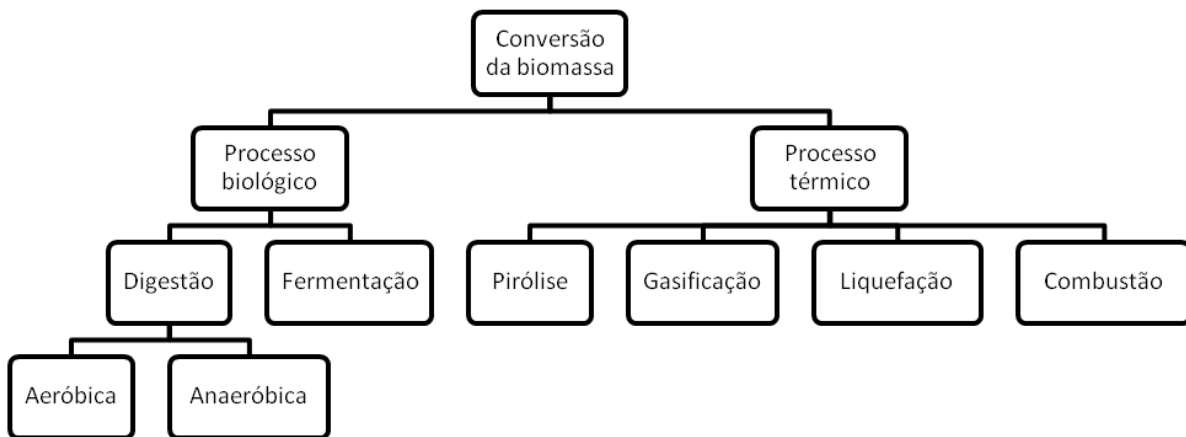 Conversão
da biomassa
Processo
biológico
Processo
térmico
Digestão
Fermentação
Pirólise
Gasificação
Liquefação
Combustão
Aeróbica
Anaeróbica